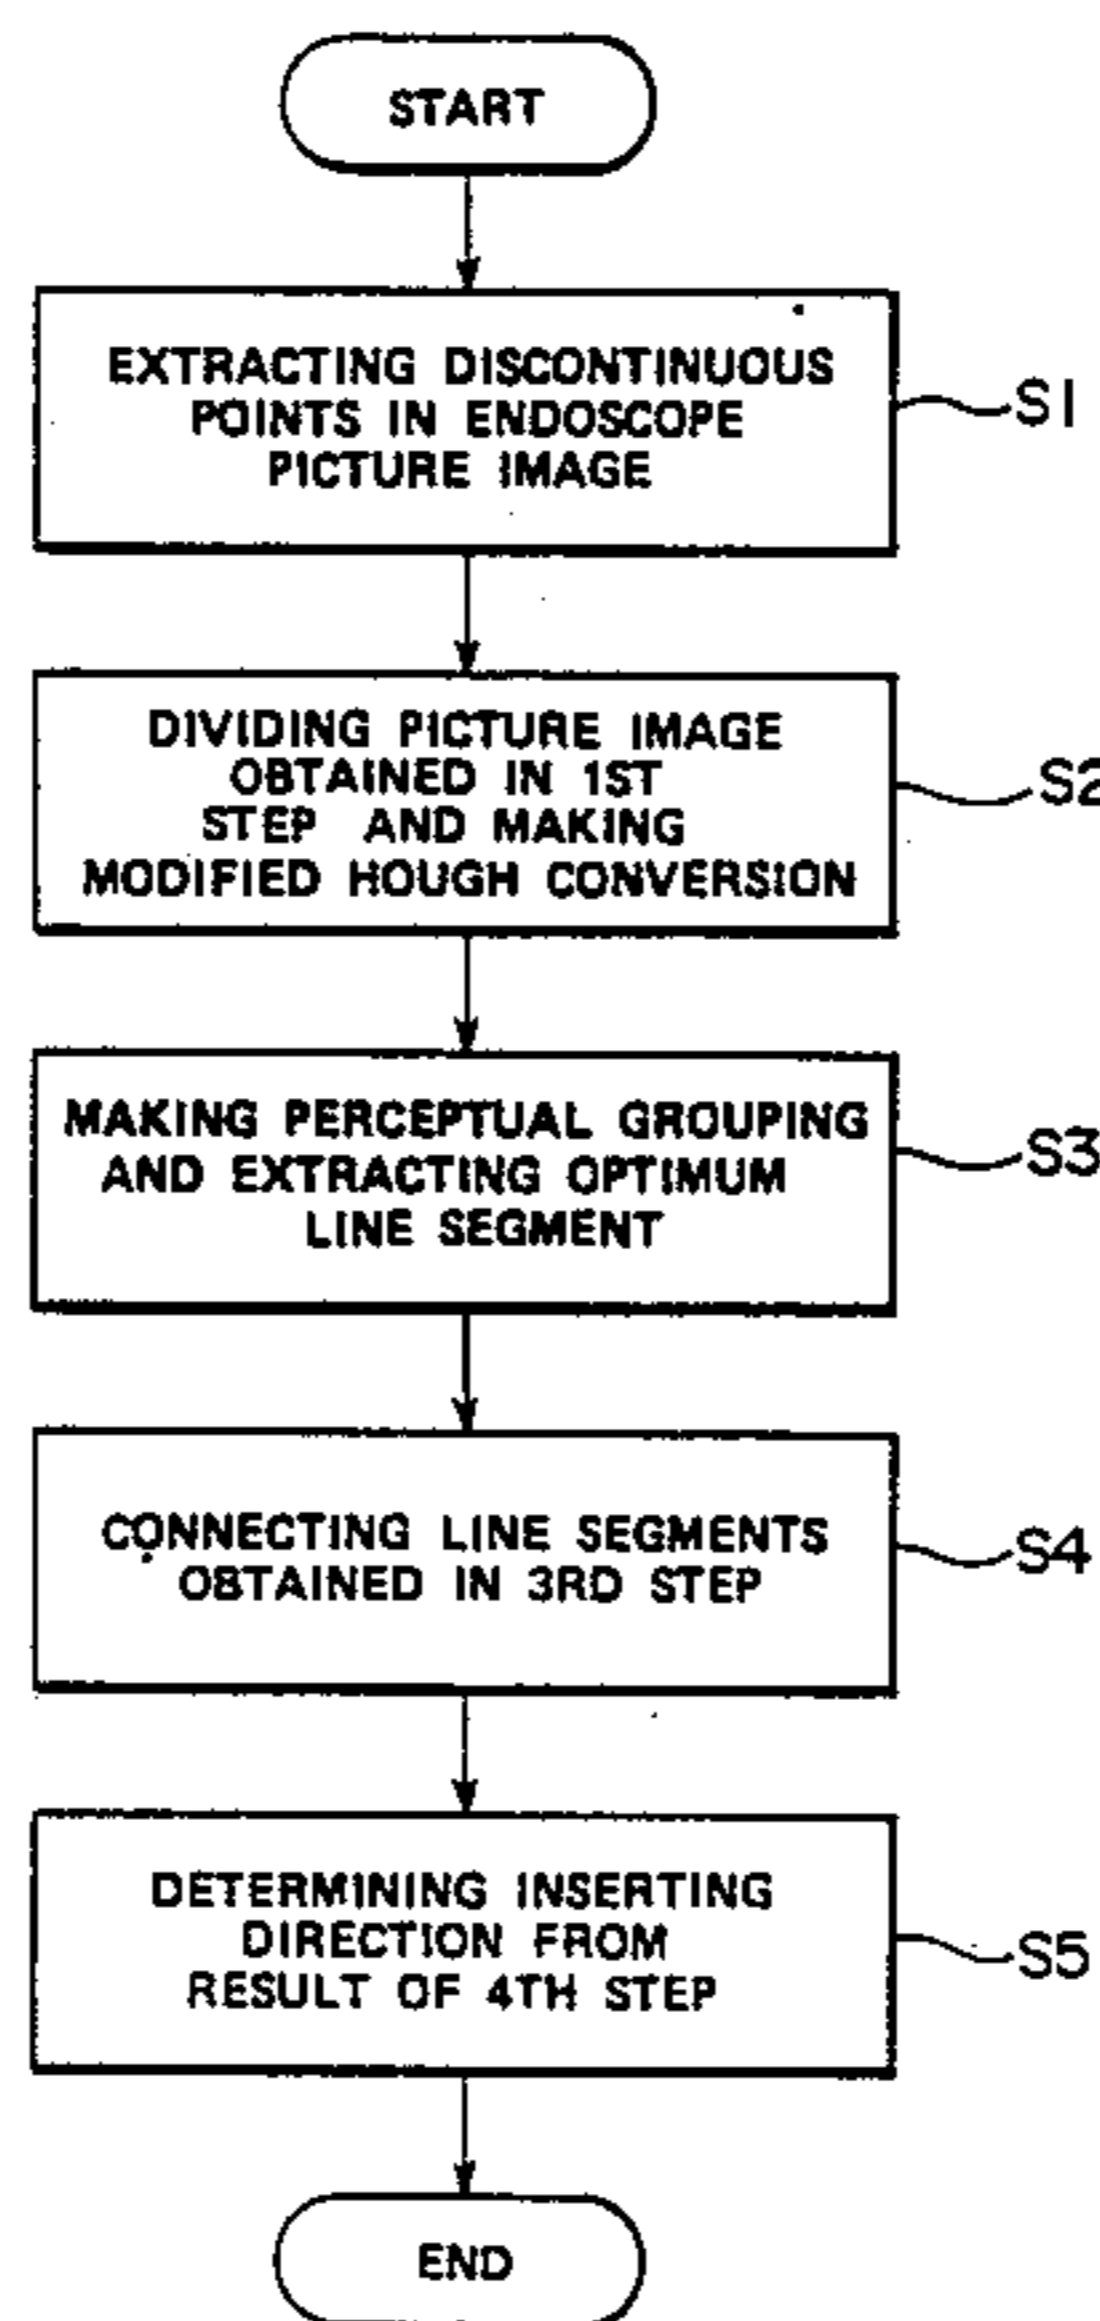 START
EXTRACTING DISCONTINUOUS
POINTS IN ENDOSCOPE
PICTURE IMAGE
S1
DIVIDING PICTURE IMAGE
OBTAINED IN 1ST
STEP AND MAKING
MODIFIED HOUGH CONVERSION
S2
MAKING PERCEPTUAL GROUPING
AND EXTRACTING OPTIMUM
LINE SEGMENT
S3
CONNECTING LINE SEGMENTS
OBTAINED IN 3RD STEP
S4
DETERMINING INSERTING
DIRECTION FROM
RESULT OF 4TH STEP
S5
END